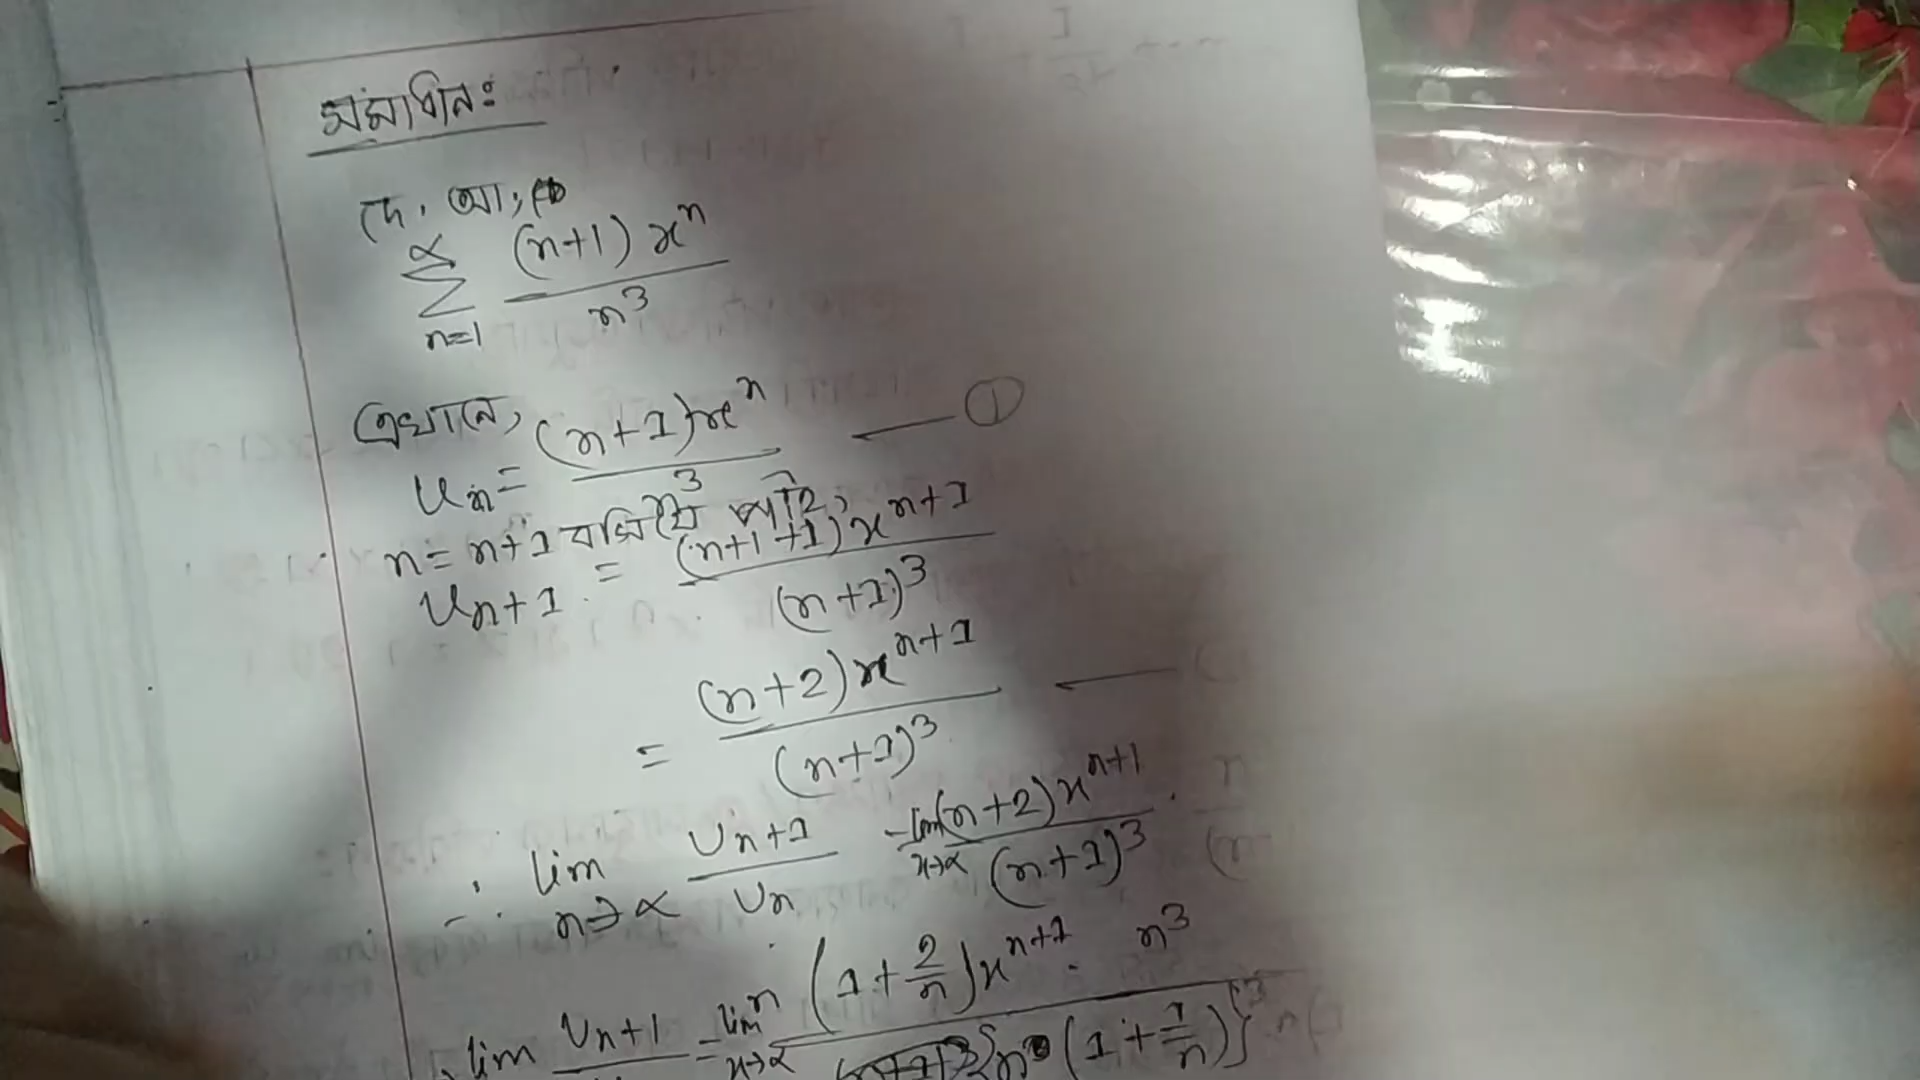 সমাধান:
দে. আ,
∑_{n=1}^{∝} (n+1) x^n / n^3
এখানে,
U_n = (n+1) x^n / n^3 — ①
n = n+1 বসিয়ে পাই,
U_{n+1} = (n+1+1) x^{n+1} / (n+1)^3
= (n+2) x^{n+1} / (n+1)^3 —
∴ lim_{n→∝} U_{n+1} / U_n = lim_{x→∝} (n+2) x^{n+1} / (n+1)^3 .
lim U_{n+1} = lim_{x→∝} n (1 + 2/n) x^{n+1} . n^3 / {n (1 + 1/n)}^3